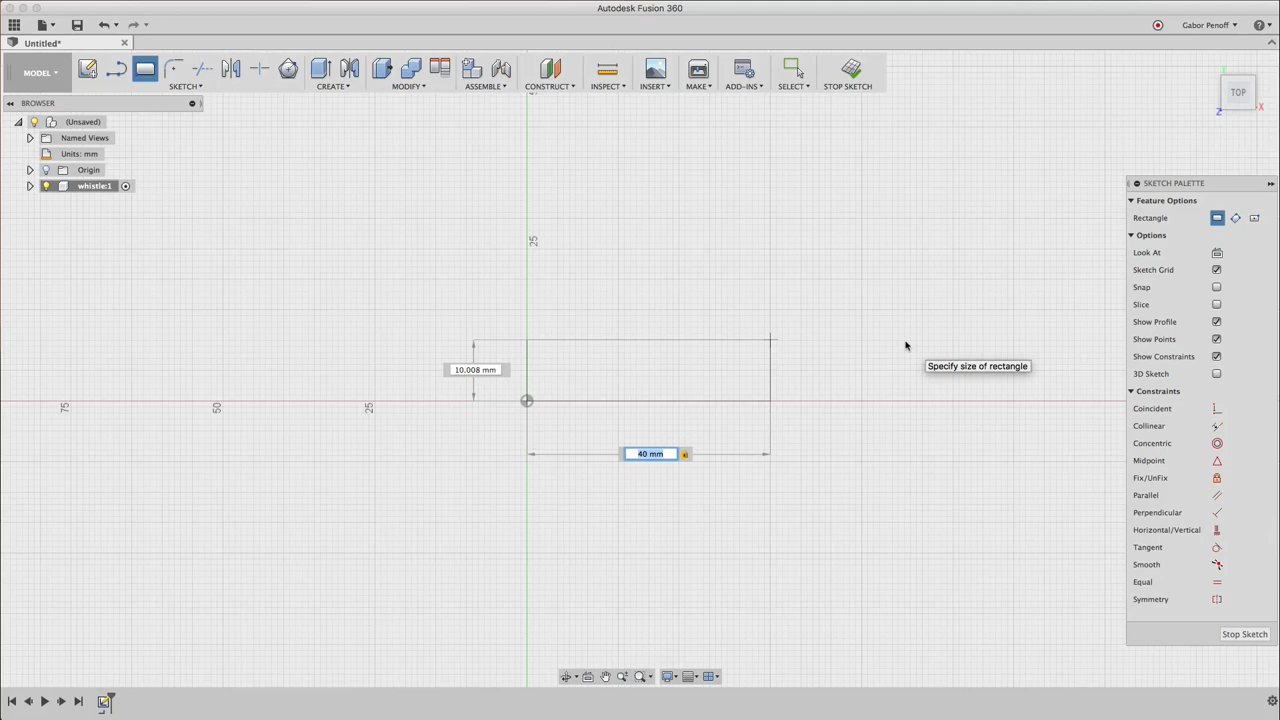 Autodesk Fusion 360
Gabor Penoff
Untitled*
MODEL
SKETCH
CREATE
MODIFY
ASSEMBLE
CONSTRUCT
INSPECT
INSERT
MAKE
ADD-INS
SELECT
STOP SKETCH
TOP
X
Z
BROWSER
(Unsaved)
Named Views
Units: mm
Origin
whistle:1
25
10.008 mm
40 mm
75
50
25
Specify size of rectangle
SKETCH PALETTE
Feature Options
Rectangle
Options
Look At
Sketch Grid
Snap
Slice
Show Profile
Show Points
Show Constraints
3D Sketch
Constraints
Coincident
Collinear
Concentric
Midpoint
Fix/UnFix
Parallel
Perpendicular
Horizontal/Vertical
Tangent
Smooth
Equal
Symmetry
Stop Sketch